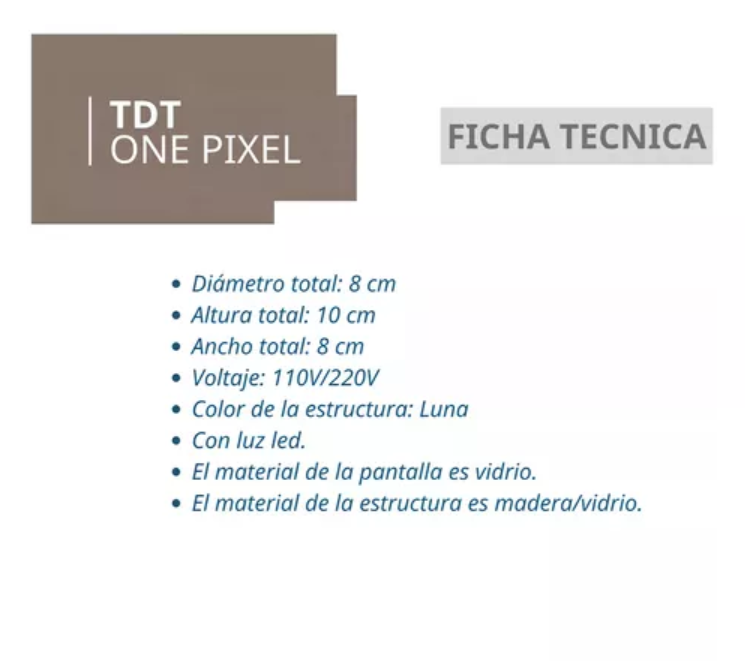 TDT
ONE PIXEL
FICHA TECNICA
• Diámetro total: 8 cm
• Altura total: 10 cm
• Ancho total: 8 cm
• Voltaje: 110V/220V
• Color de la estructura: Luna
• Con luz led.
• El material de la pantalla es vidrio.
• El material de la estructura es madera/vidrio.